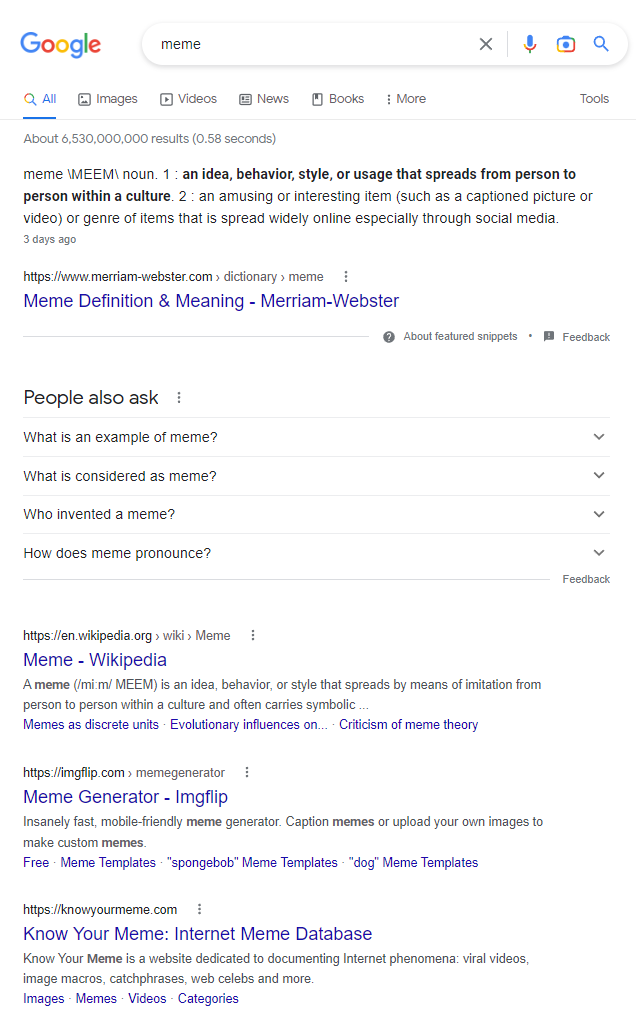 Google
meme
All Images Videos News Books More Tools
About 6,530,000,000 results (0.58 seconds)
meme \MEEM\ noun. 1 : an idea, behavior, style, or usage that spreads from person to
person within a culture. 2 : an amusing or interesting item (such as a captioned picture or
video) or genre of items that is spread widely online especially through social media.
3 days ago
https://www.merriam-webster.com › dictionary › meme
Meme Definition & Meaning - Merriam-Webster
About featured snippets • Feedback
People also ask
What is an example of meme?
What is considered as meme?
Who invented a meme?
How does meme pronounce?
Feedback
https://en.wikipedia.org › wiki › Meme
Meme - Wikipedia
A meme (/miːm/ MEEM) is an idea, behavior, or style that spreads by means of imitation from
person to person within a culture and often carries symbolic ...
Memes as discrete units · Evolutionary influences on... · Criticism of meme theory
https://imgflip.com › memegenerator
Meme Generator - Imgflip
Insanely fast, mobile-friendly meme generator. Caption memes or upload your own images to
make custom memes.
Free · Meme Templates · "spongebob" Meme Templates · "dog" Meme Templates
https://knowyourmeme.com
Know Your Meme: Internet Meme Database
Know Your Meme is a website dedicated to documenting Internet phenomena: viral videos,
image macros, catchphrases, web celebs and more.
Images · Memes · Videos · Categories